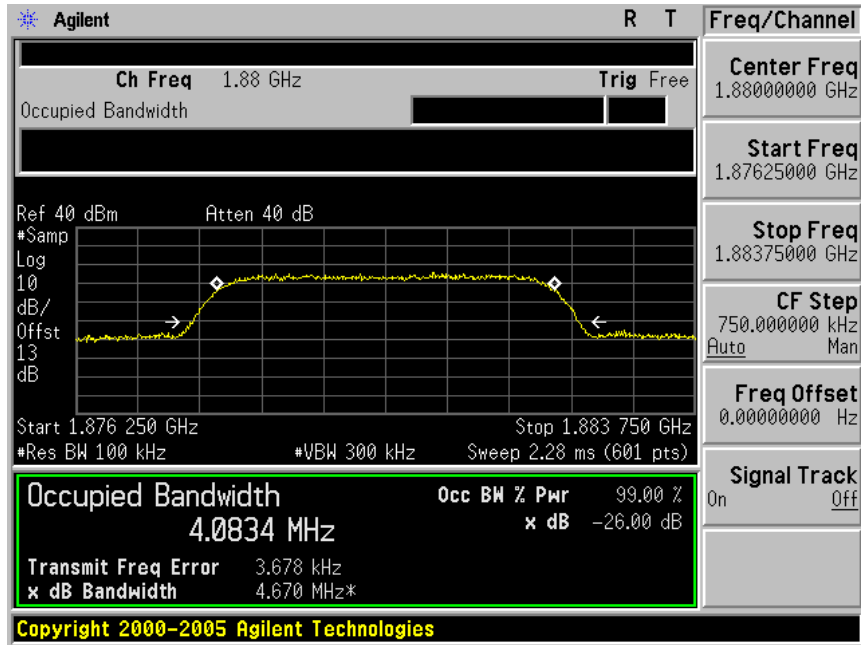 Agilent R T Freq/Channel
Ch Freq 1.88 GHz Trig Free
Occupied Bandwidth
Center Freq
1.88000000 GHz
Start Freq
1.87625000 GHz
Stop Freq
1.88375000 GHz
CF Step
750.000000 kHz
Auto Man
Freq Offset
0.00000000 Hz
Signal Track
On Off
Ref 40 dBm Atten 40 dB
#Samp
Log
10
dB/
Offst
13
dB
Start 1.876 250 GHz Stop 1.883 750 GHz
#Res BW 100 kHz #VBW 300 kHz Sweep 2.28 ms (601 pts)
Occupied Bandwidth Occ BW % Pwr 99.00 %
4.0834 MHz x dB -26.00 dB
Transmit Freq Error 3.678 kHz
x dB Bandwidth 4.670 MHz*
Copyright 2000-2005 Agilent Technologies